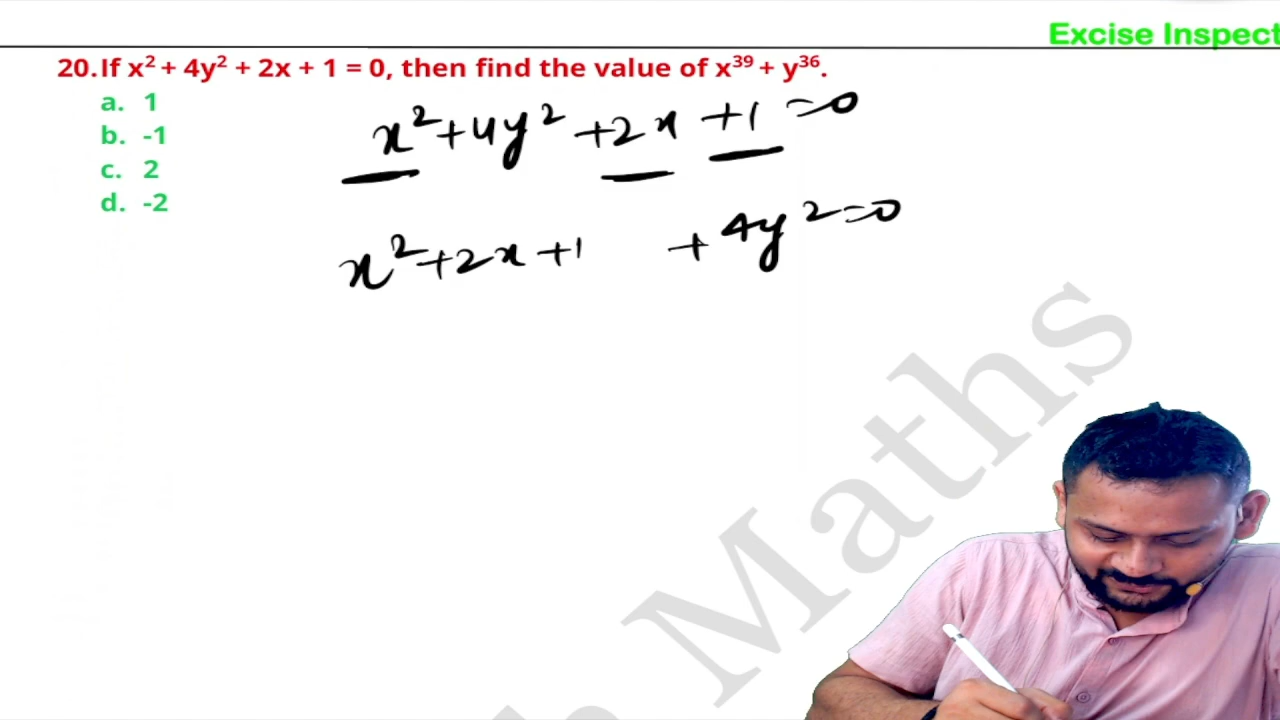 Excise Inspect
20. If x² + 4y² + 2x + 1 = 0, then find the value of x³⁹ + y³⁶.
a. 1
b. -1
c. 2
d. -2
x² + 4y² + 2x + 1 = 0
x² + 2x + 1 + 4y² = 0
h Maths